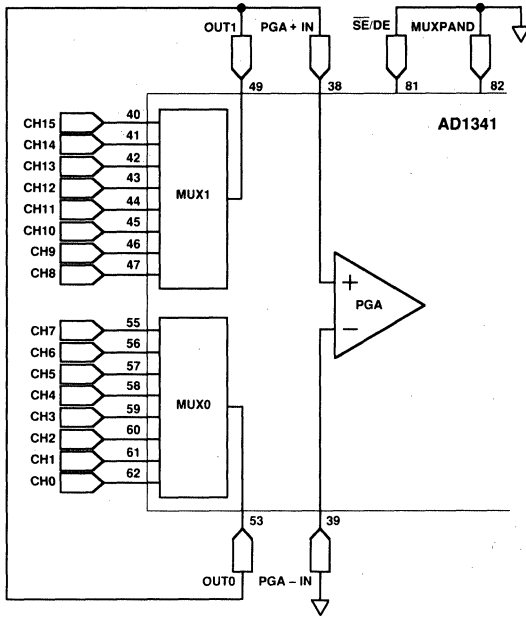 OUT1
PGA + IN
S̅E̅/DE
MUXPAND
49
38
81
82
AD1341
CH15 40
CH14 41
CH13 42
CH12 43
CH11 44
CH10 45
CH9 46
CH8 47
MUX1
+
PGA
−
CH7 55
CH6 56
CH5 57
CH4 58
CH3 59
CH2 60
CH1 61
CH0 62
MUX0
53
39
OUT0
PGA − IN